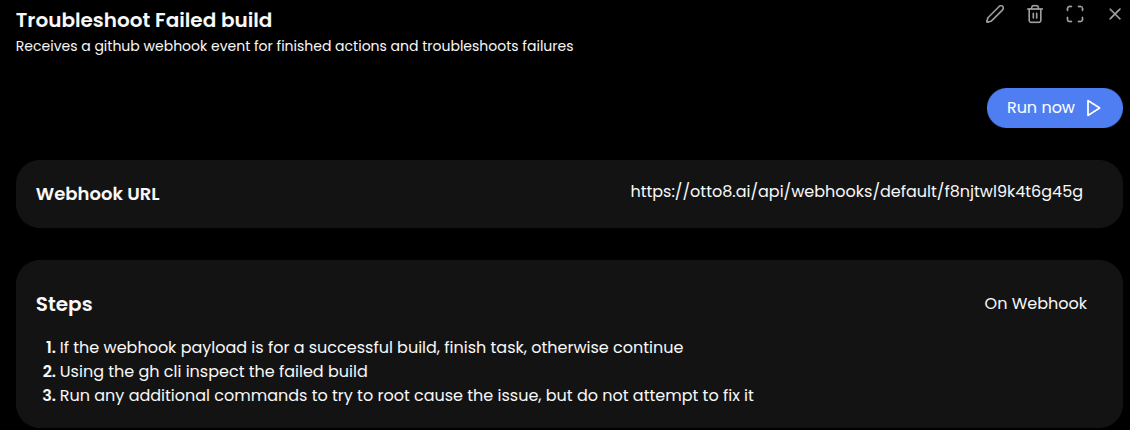 Troubleshoot Failed build
Receives a github webhook event for finished actions and troubleshoots failures
Run now
Webhook URL
https://otto8.ai/api/webhooks/default/f8njtwl9k4t6g45g
Steps
On Webhook
1. If the webhook payload is for a successful build, finish task, otherwise continue
2. Using the gh cli inspect the failed build
3. Run any additional commands to try to root cause the issue, but do not attempt to fix it